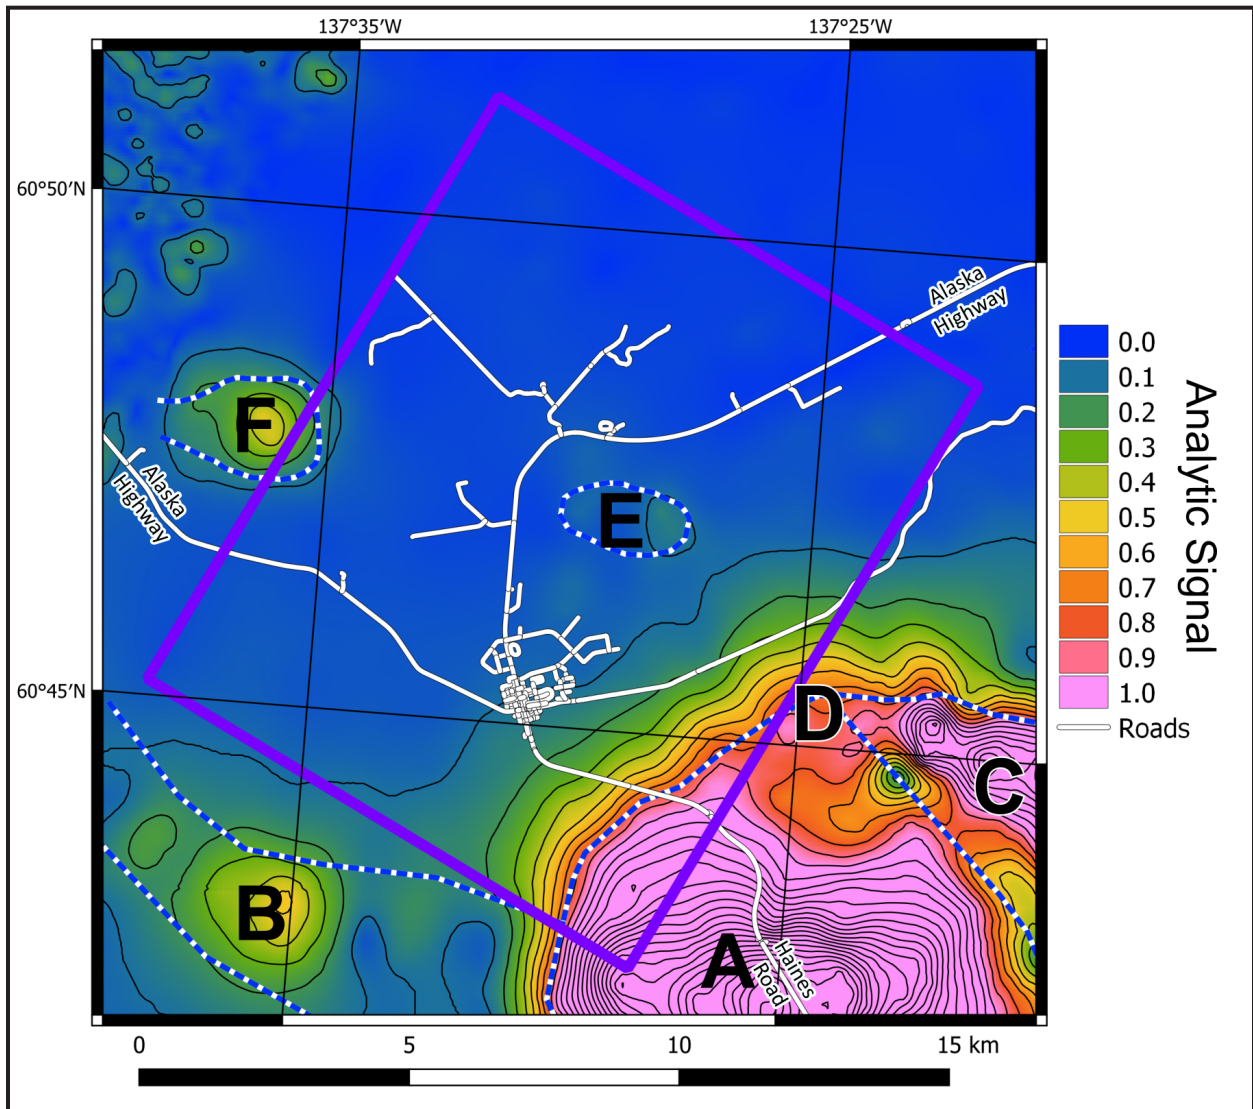 137°35′W
137°25′W
60°50′N
Alaska
Highway
0.0
0.1
0.2
0.3
0.4
0.5
0.6
0.7
0.8
0.9
1.0
Roads
Analytic Signal
F
Alaska
Highway
E
60°45′N
D
C
B
A
Haines
Road
0
5
10
15 km